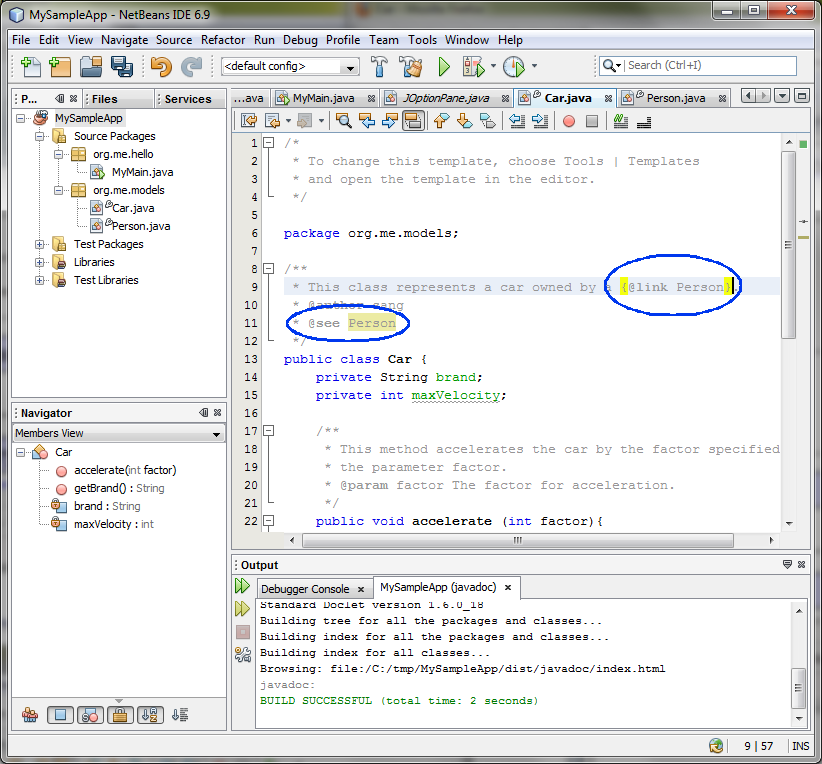 MySampleApp - NetBeans IDE 6.9
File Edit View Navigate Source Refactor Run Debug Profile Team Tools Window Help
<default config> Search (Ctrl+I)
P... Files Services
...ava MyMain.java JOptionPane.java Car.java Person.java
MySampleApp
Source Packages
org.me.hello
MyMain.java
org.me.models
Car.java
Person.java
Test Packages
Libraries
Test Libraries
1 /*
2 * To change this template, choose Tools | Templates
3 * and open the template in the editor.
4 */
5
6 package org.me.models;
7
8 /**
9 * This class represents a car owned by a {@link Person}.
10 * @author sang
11 * @see Person
12 */
13 public class Car {
14 private String brand;
15 private int maxVelocity;
16
17 /**
18 * This method accelerates the car by the factor specified
19 * the parameter factor.
20 * @param factor The factor for acceleration.
21 */
22 public void accelerate (int factor){
Navigator
Members View
Car
accelerate(int factor)
getBrand() : String
brand : String
maxVelocity : int
Output
Debugger Console MySampleApp (javadoc)
Standard Doclet version 1.6.0_18
Building tree for all the packages and classes...
Building index for all the packages and classes...
Building index for all classes...
Browsing: file:/C:/tmp/MySampleApp/dist/javadoc/index.html
javadoc:
BUILD SUCCESSFUL (total time: 2 seconds)
9 | 57 INS